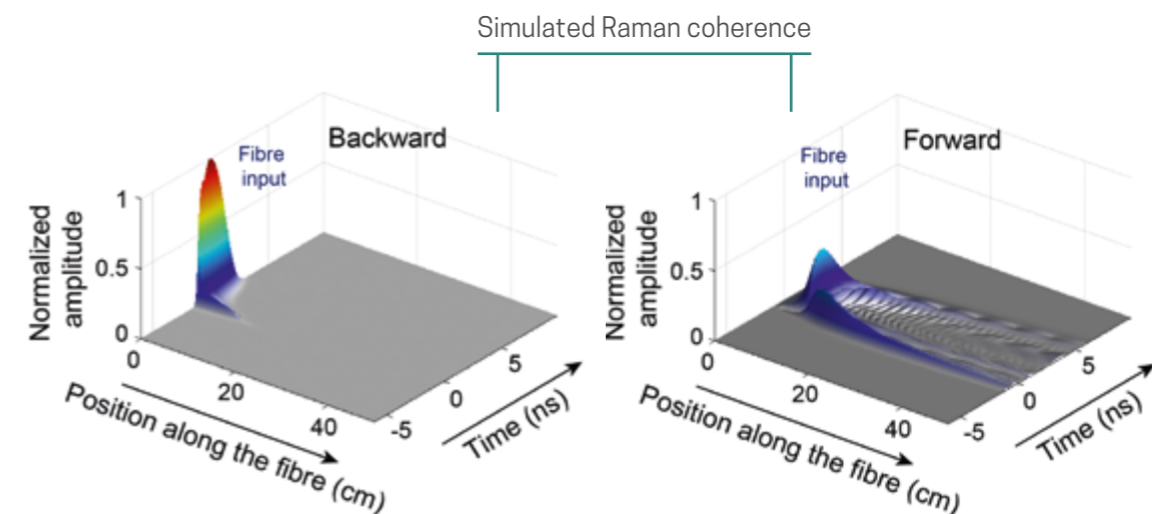 Simulated Raman coherence
Backward
Fibre
input
1
0.5
0
Normalized
amplitude
0
20
40
Position along the fibre (cm)
-5
0
5
Time (ns)
Forward
Fibre
input
1
0.5
0
Normalized
amplitude
0
20
40
Position along the fibre (cm)
-5
0
5
Time (ns)